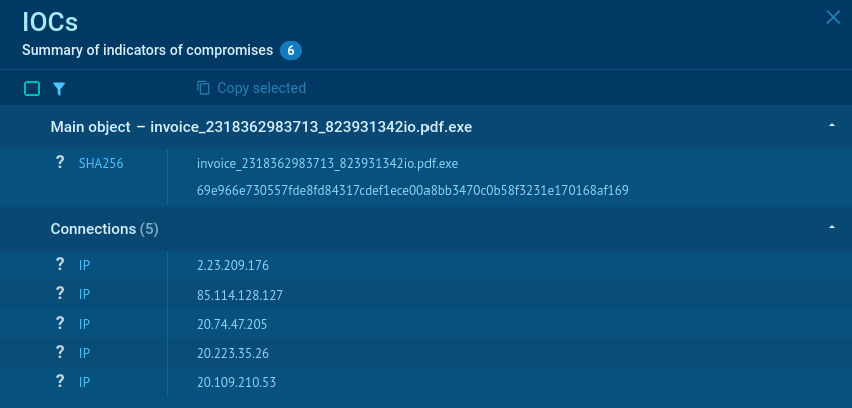 IOCs
Summary of indicators of compromises 6
Copy selected
Main object – invoice_2318362983713_823931342io.pdf.exe
? SHA256 invoice_2318362983713_823931342io.pdf.exe
69e966e730557fde8fd84317cdef1ece00a8bb3470c0b58f3231e170168af169
Connections (5)
? IP 2.23.209.176
? IP 85.114.128.127
? IP 20.74.47.205
? IP 20.223.35.26
? IP 20.109.210.53